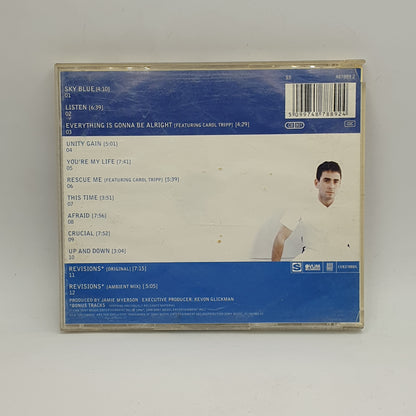 SKY BLUE [4:10]
01
LISTEN [6:39]
02
EVERYTHING IS GONNA BE ALRIGHT (FEATURING CAROL TRIPP) [4:29]
03
UNITY GAIN [5:01]
04
YOU'RE MY LIFE [7:41]
05
RESCUE ME (FEATURING CAROL TRIPP) [5:39]
06
THIS TIME [3:51]
07
AFRAID [7:56]
08
CRUCIAL [7:52]
09
UP AND DOWN [3:04]
10
REVISIONS* (ORIGINAL) [7:15]
11
REVISIONS* (AMBIENT MIX) [5:05]
12
PRODUCED BY JAMIE MYERSON EXECUTIVE PRODUCER: KEVON GLICKMAN
*BONUS TRACKS
5 099748 788924